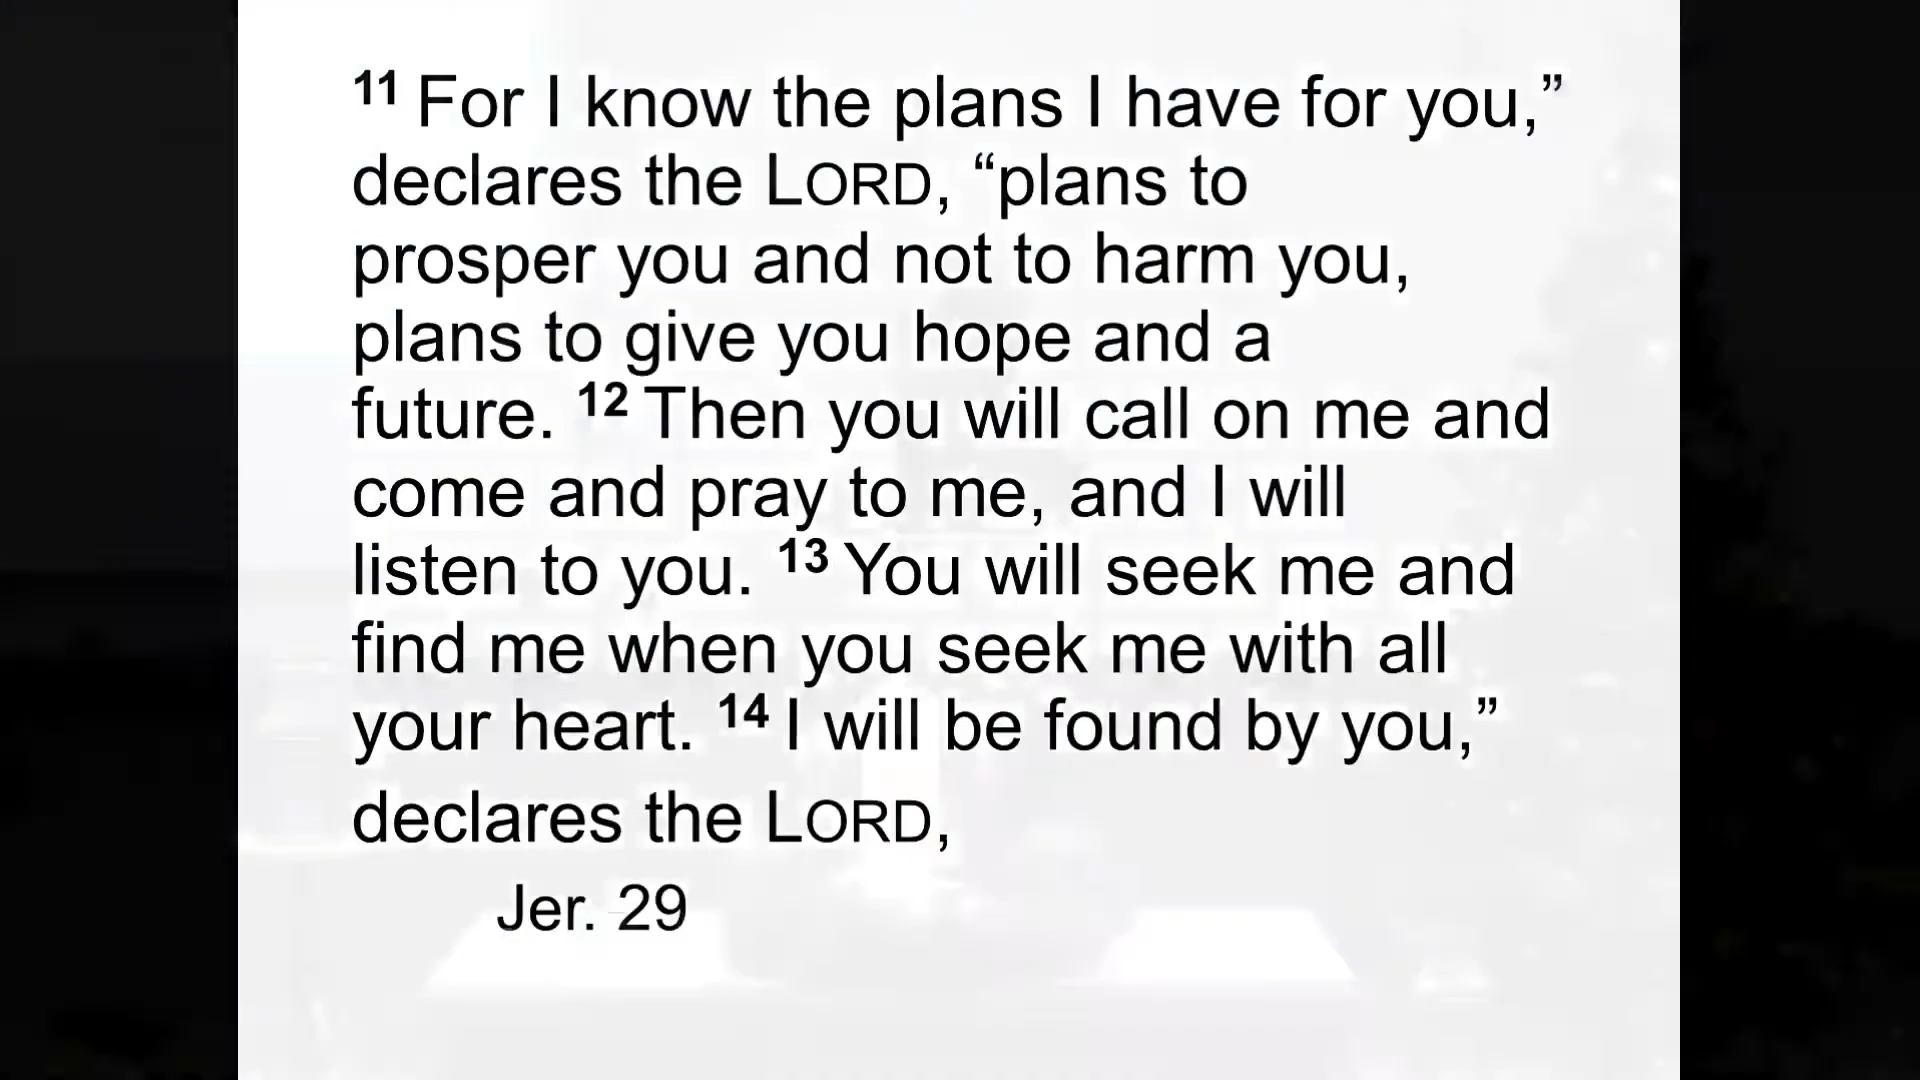 11 For I know the plans I have for you,”
declares the LORD, “plans to
prosper you and not to harm you,
plans to give you hope and a
future. 12 Then you will call on me and
come and pray to me, and I will
listen to you. 13 You will seek me and
find me when you seek me with all
your heart. 14 I will be found by you,”
declares the LORD,
Jer. 29